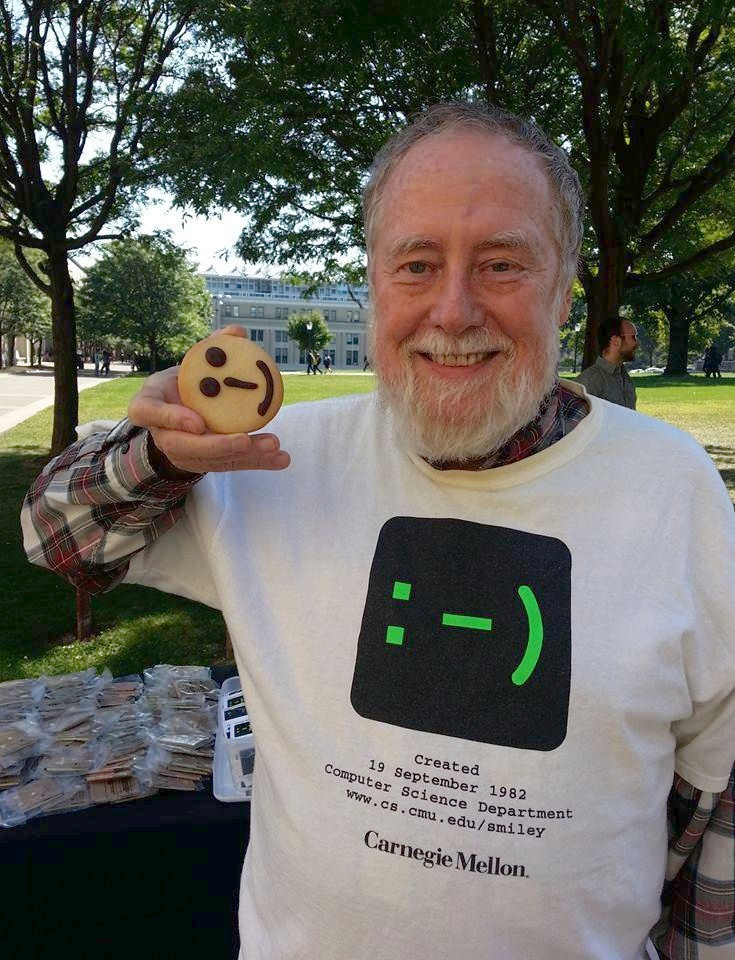 :-)
:-)
Created
19 September 1982
Computer Science Department
www.cs.cmu.edu/smiley
Carnegie Mellon.